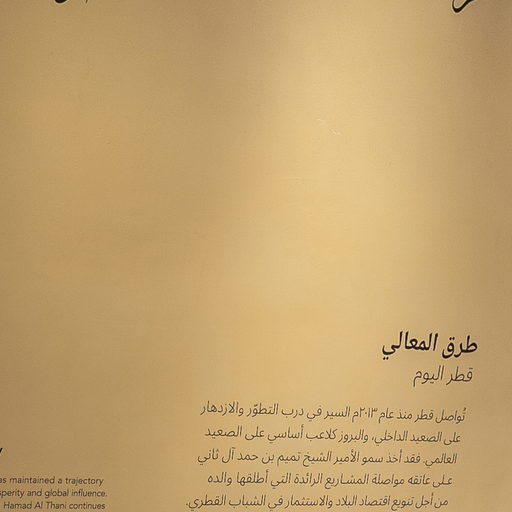 طرق المعالي
قطر اليوم
تُواصل قطر منذ عام ٢٠١٣م السير في درب التطوّر والازدهار
على الصعيد الداخلي، والبروز كلاعب أساسي على الصعيد
العالمي. فقد أخذ سمو الأمير الشيخ تميم بن حمد آل ثاني
على عاتقه مواصلة المشاريع الرائدة التي أطلقها والده
من أجل تنويع اقتصاد البلاد والاستثمار في الشباب القطري.
as maintained a trajectory
sperity and global influence.
Hamad Al Thani continues